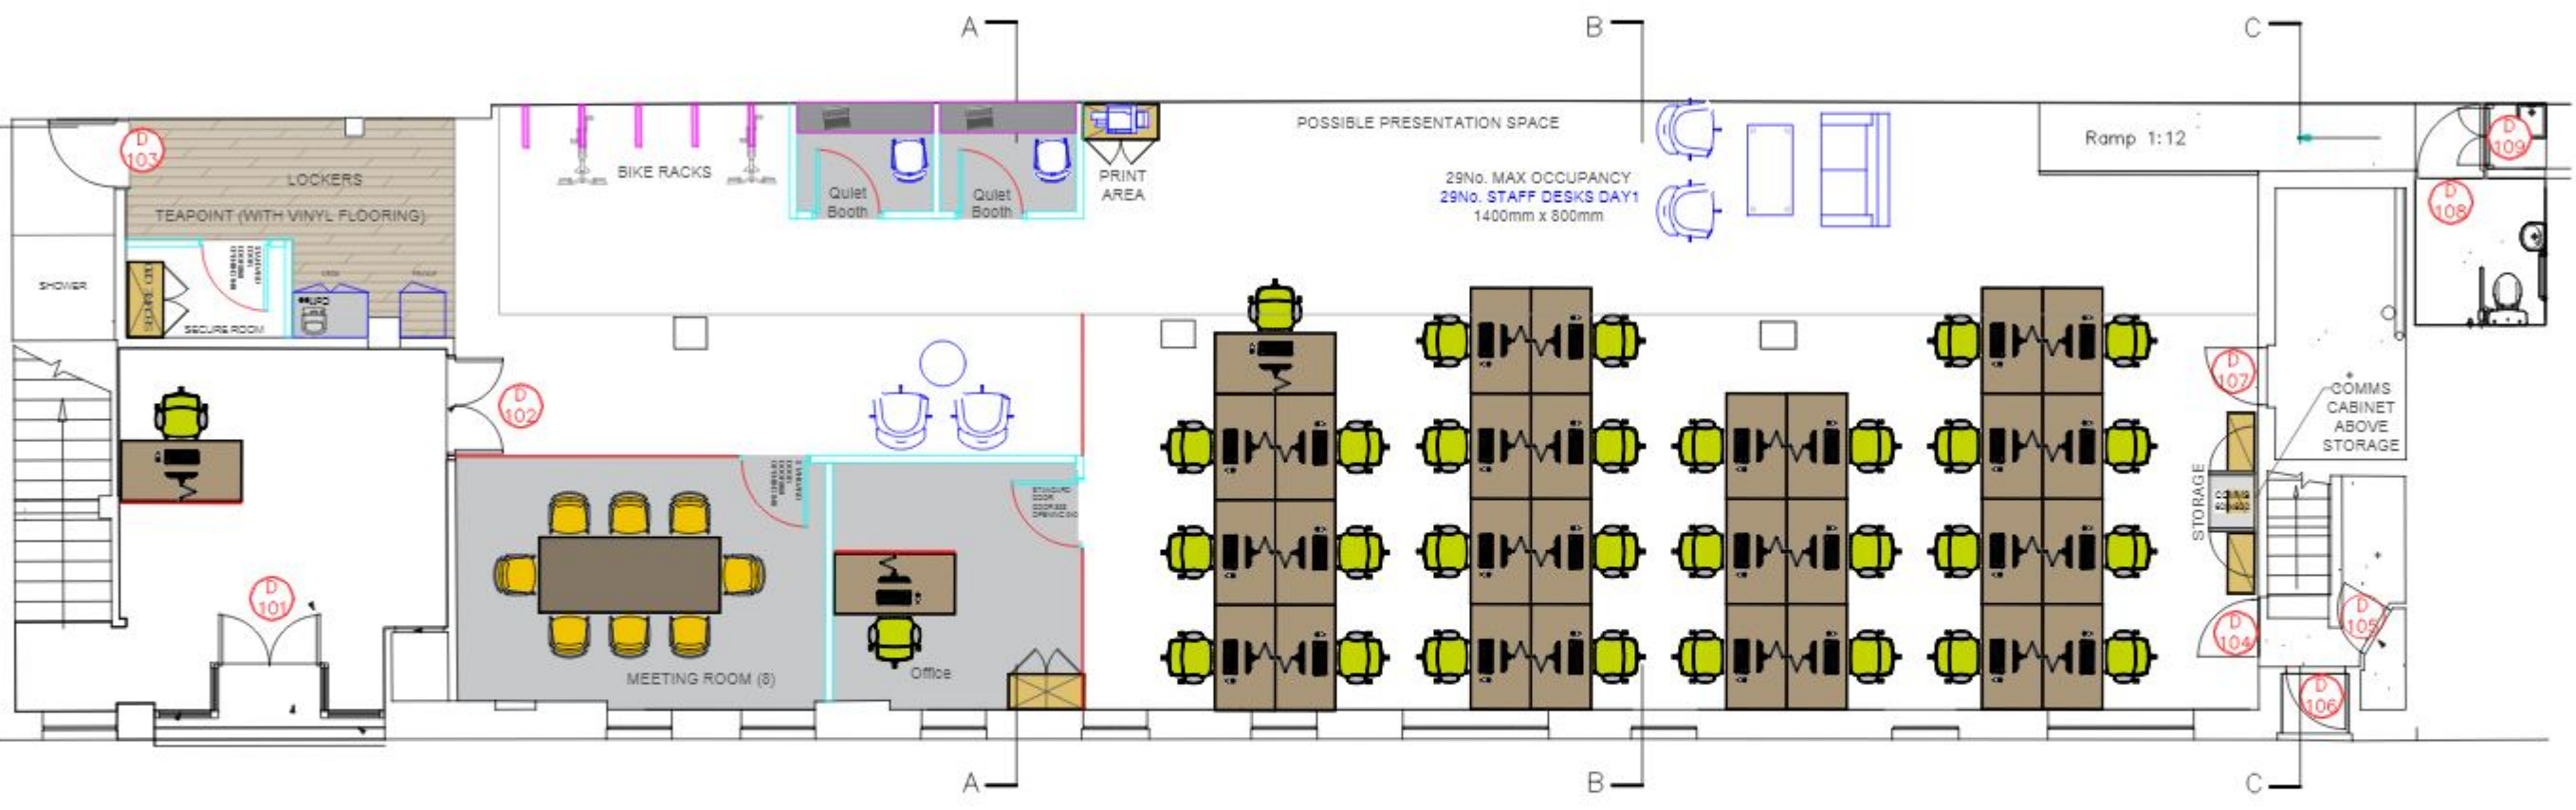 A
B
C
D
103
LOCKERS
TEAPOINT (WITH VINYL FLOORING)
BIKE RACKS
Quiet
Booth
Quiet
Booth
PRINT
AREA
POSSIBLE PRESENTATION SPACE
29No. MAX OCCUPANCY
29No. STAFF DESKS DAY1
1400mm x 800mm
Ramp 1:12
D
109
D
108
SHOWER
SECURE ROOM
Coffee
D
102
D
107
COMMS
CABINET
ABOVE
STORAGE
STORAGE
D
101
D
104
D
105
D
106
MEETING ROOM (8)
Office
A
B
C